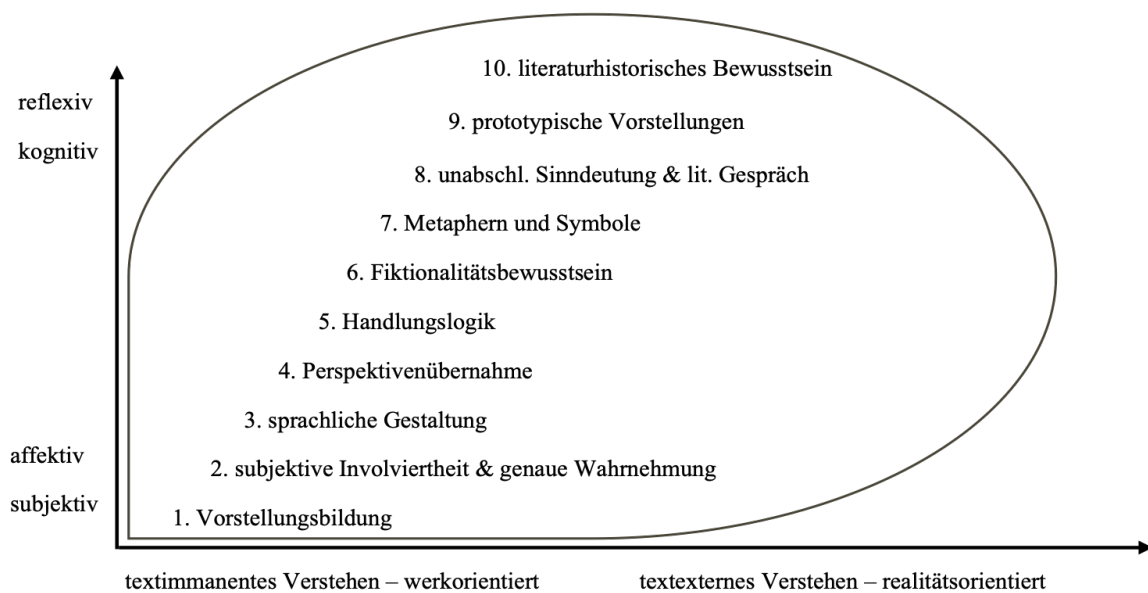 10. literaturhistorisches Bewusstsein
reflexiv
9. prototypische Vorstellungen
kognitiv
8. unabschl. Sinndeutung & lit. Gespräch
7. Metaphern und Symbole
6. Fiktionalitätsbewusstsein
5. Handlungslogik
4. Perspektivenübernahme
3. sprachliche Gestaltung
affektiv
2. subjektive Involviertheit & genaue Wahrnehmung
subjektiv
1. Vorstellungsbildung
textimmanentes Verstehen – werkorientiert
textexternes Verstehen – realitätsorientiert